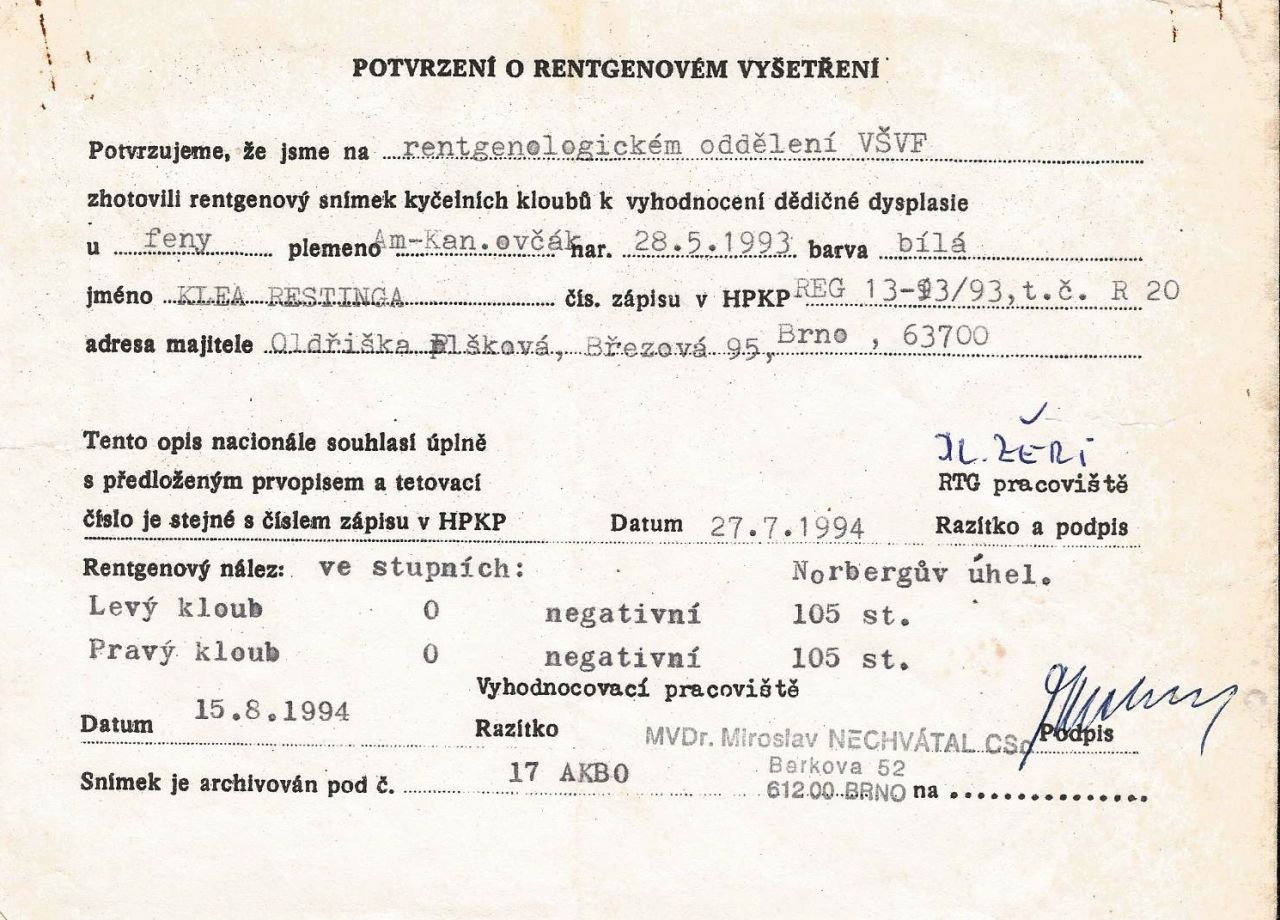 POTVRZENÍ O RENTGENOVÉM VYŠETŘENÍ
Potvrzujeme, že jsme na rentgenologickém oddělení VŠVF
zhotovili rentgenový snímek kyčelních kloubů k vyhodnocení dědičné dysplasie
u feny plemeno Am-Kan.ovčák nar. 28.5.1993 barva bílá
jméno KLEA RESTINGA čís. zápisu v HPKP REG 13-93/93,t.č. R 20
adresa majitele Oldřiška Plšková, Březová 95, Brno , 63700
Tento opis nacionále souhlasí úplně
s předloženým prvopisem a tetovací
RTG pracoviště
číslo je stejné s číslem zápisu v HPKP Datum 27.7.1994 Razítko a podpis
Rentgenový nález: ve stupních: Norbergův úhel.
Levý kloub 0 negativní 105 st.
Pravý kloub 0 negativní 105 st.
Vyhodnocovací pracoviště
Datum 15.8.1994 Razítko MVDr. Miroslav NECHVÁTAL CSc Podpis
Berkova 52
Snímek je archivován pod č. 17 AKBO 612 00 BRNO na